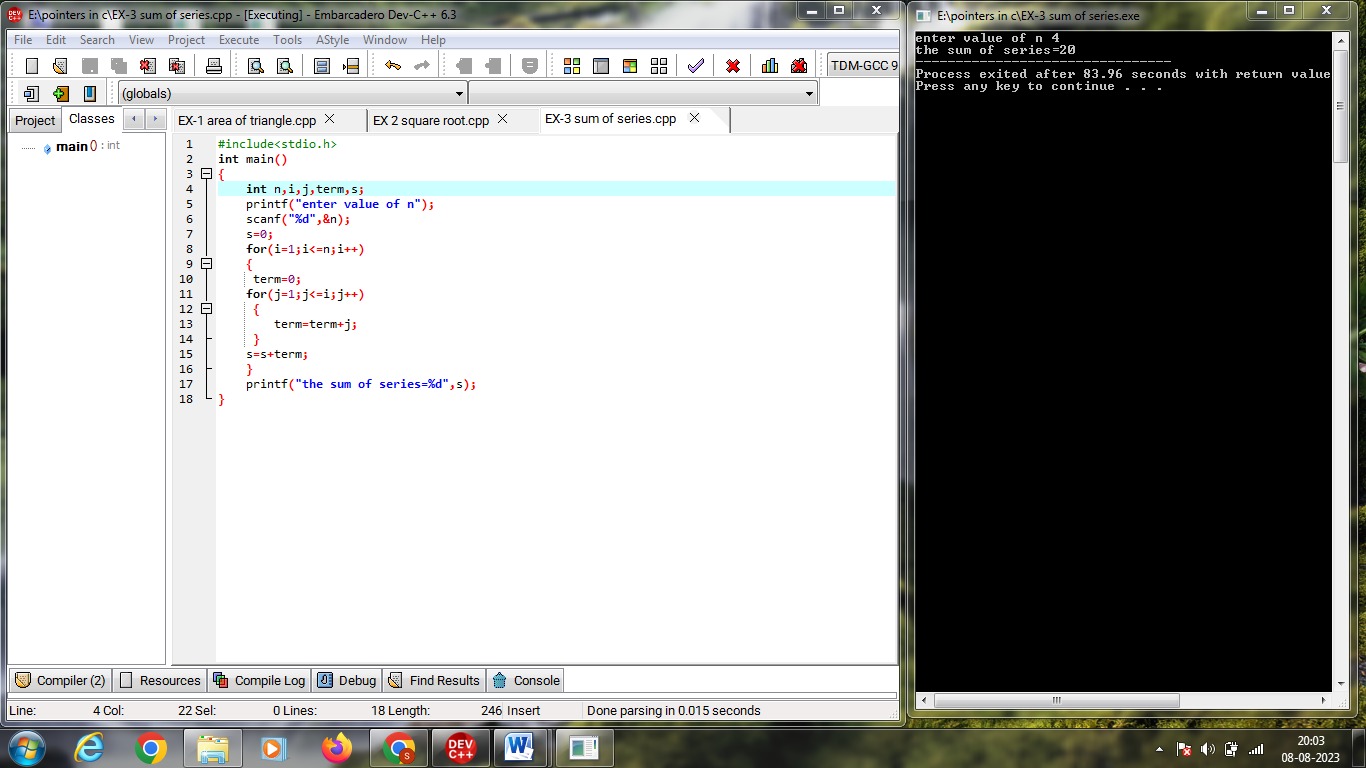 E:\pointers in c\EX-3 sum of series.cpp - [Executing] - Embarcadero Dev-C++ 6.3
File Edit Search View Project Execute Tools AStyle Window Help
TDM-GCC 9
(globals)
Project Classes
EX-1 area of triangle.cpp EX 2 square root.cpp EX-3 sum of series.cpp
main () : int
1 #include<stdio.h>
2 int main()
3 {
4 int n,i,j,term,s;
5 printf("enter value of n");
6 scanf("%d",&n);
7 s=0;
8 for(i=1;i<=n;i++)
9 {
10 term=0;
11 for(j=1;j<=i;j++)
12 {
13 term=term+j;
14 }
15 s=s+term;
16 }
17 printf("the sum of series=%d",s);
18 }
Compiler (2) Resources Compile Log Debug Find Results Console
Line: 4 Col: 22 Sel: 0 Lines: 18 Length: 246 Insert Done parsing in 0.015 seconds
E:\pointers in c\EX-3 sum of series.exe
enter value of n 4
the sum of series=20
--------------------------------
Process exited after 83.96 seconds with return value
Press any key to continue . . .
DEV C++
S
W
20:03
08-08-2023